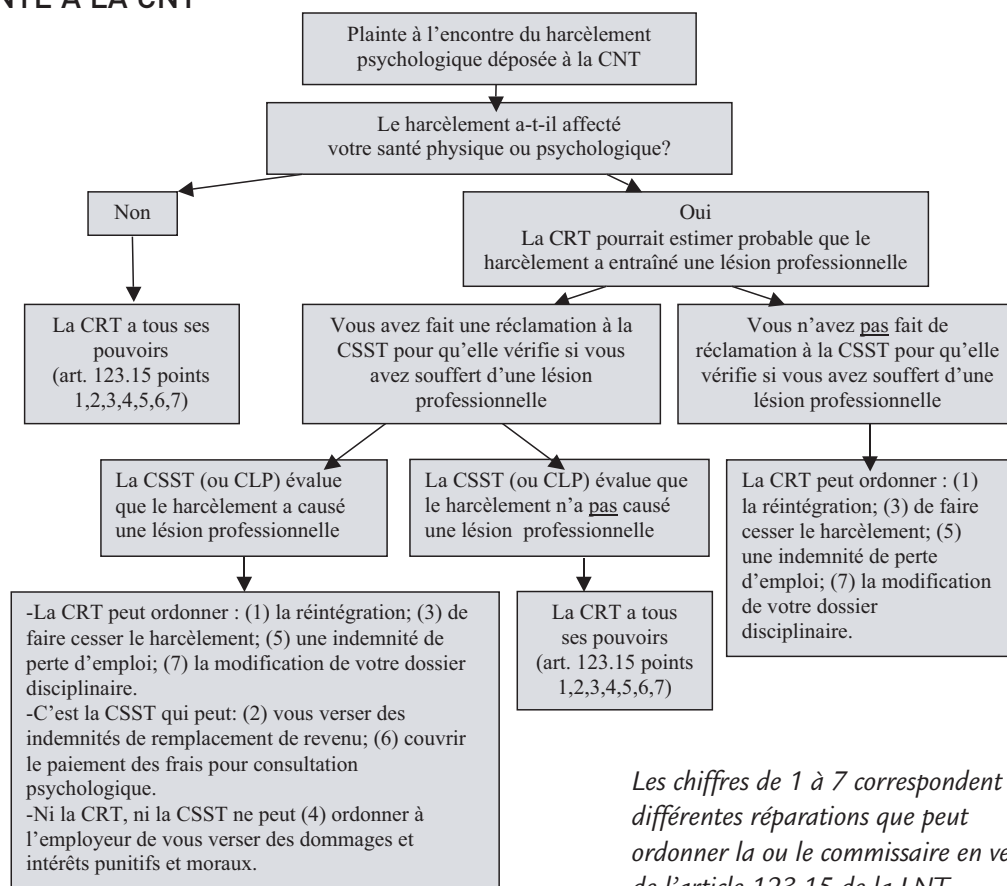 À LA CNT
Plainte à l'encontre du harcèlement
psychologique déposée à la CNT
Le harcèlement a-t-il affecté
votre santé physique ou psychologique?
Non
Oui
La CRT pourrait estimer probable que le
harcèlement a entraîné une lésion professionnelle
La CRT a tous ses
pouvoirs
(art. 123.15 points
1,2,3,4,5,6,7)
Vous avez fait une réclamation à la
CSST pour qu'elle vérifie si vous
avez souffert d'une lésion
professionnelle
Vous n'avez pas fait de
réclamation à la CSST pour qu'elle
vérifie si vous avez souffert d'une
lésion professionnelle
La CSST (ou CLP) évalue
que le harcèlement a causé
une lésion professionnelle
La CSST (ou CLP) évalue que
le harcèlement n'a pas causé
une lésion professionnelle
La CRT peut ordonner : (1)
la réintégration; (3) de faire
cesser le harcèlement; (5)
une indemnité de perte
d'emploi; (7) la modification
de votre dossier
disciplinaire.
-La CRT peut ordonner : (1) la réintégration; (3) de
faire cesser le harcèlement; (5) une indemnité de
perte d'emploi; (7) la modification de votre dossier
disciplinaire.
-C'est la CSST qui peut: (2) vous verser des
indemnités de remplacement de revenu; (6) couvrir
le paiement des frais pour consultation
psychologique.
-Ni la CRT, ni la CSST ne peut (4) ordonner à
l'employeur de vous verser des dommages et
intérêts punitifs et moraux.
La CRT a tous
ses pouvoirs
(art. 123.15 points
1,2,3,4,5,6,7)
Les chiffres de 1 à 7 correspondent
différentes réparations que peut
ordonner la ou le commissaire en
de l'article 123.15 de la LNT